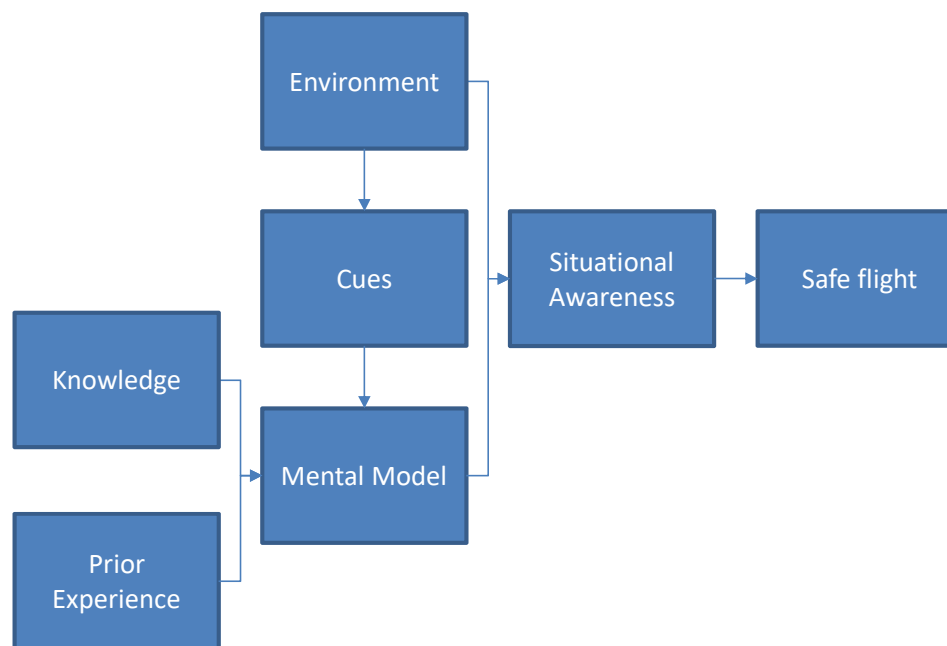 Environment
Cues
Situational
Awareness
Safe flight
Knowledge
Mental Model
Prior
Experience